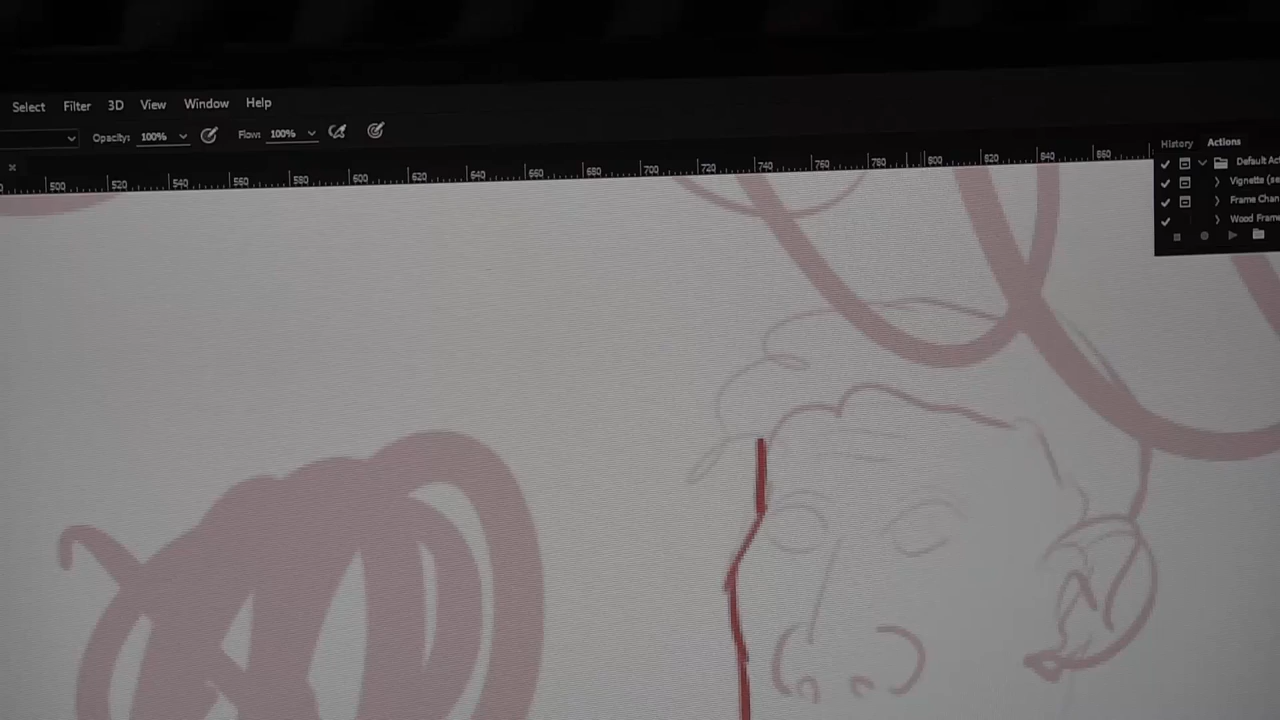 Select Filter 3D View Window Help
Opacity: 100% Flow: 100%
500 520 540 560 580 600 620 640 660 680 700 720 740 760 780 800 820 840 860
History Actions
Default Ac
Vignette (se
Frame Chan
Wood Frame